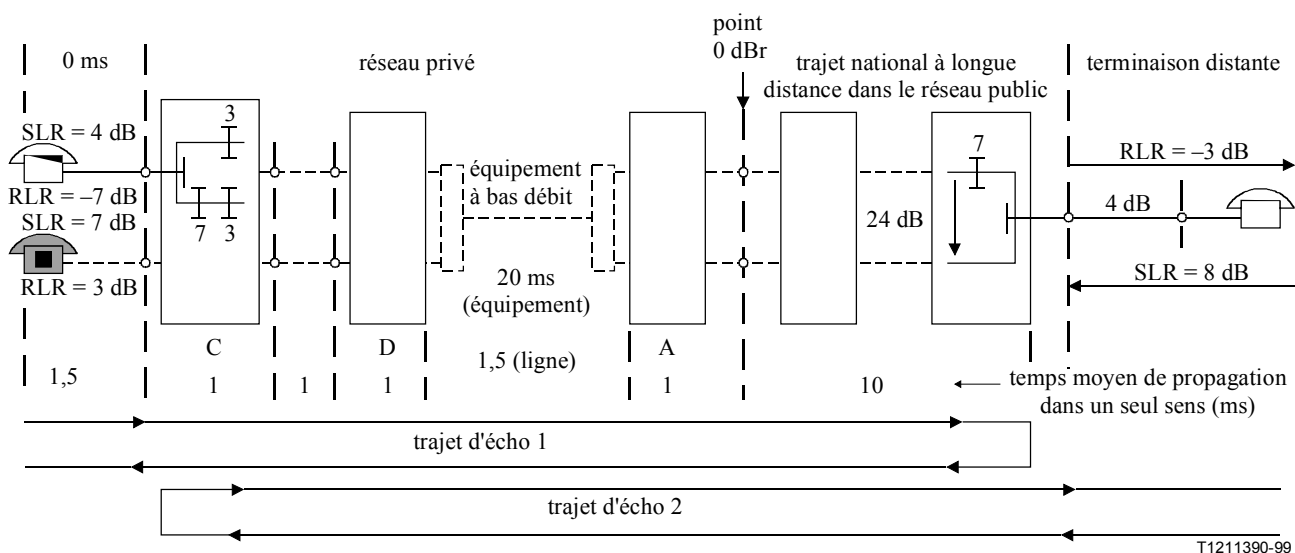 point
0 dBr
0 ms
réseau privé
trajet national à longue
distance dans le réseau public
terminaison distante
SLR = 4 dB
3
7
équipement
à bas débit
RLR = –3 dB
RLR = –7 dB
SLR = 7 dB
7 3
24 dB
4 dB
20 ms
(équipement)
RLR = 3 dB
SLR = 8 dB
C
D
1,5 (ligne)
A
1,5
1
1
1
1
10
temps moyen de propagation
dans un seul sens (ms)
trajet d'écho 1
trajet d'écho 2
T1211390-99